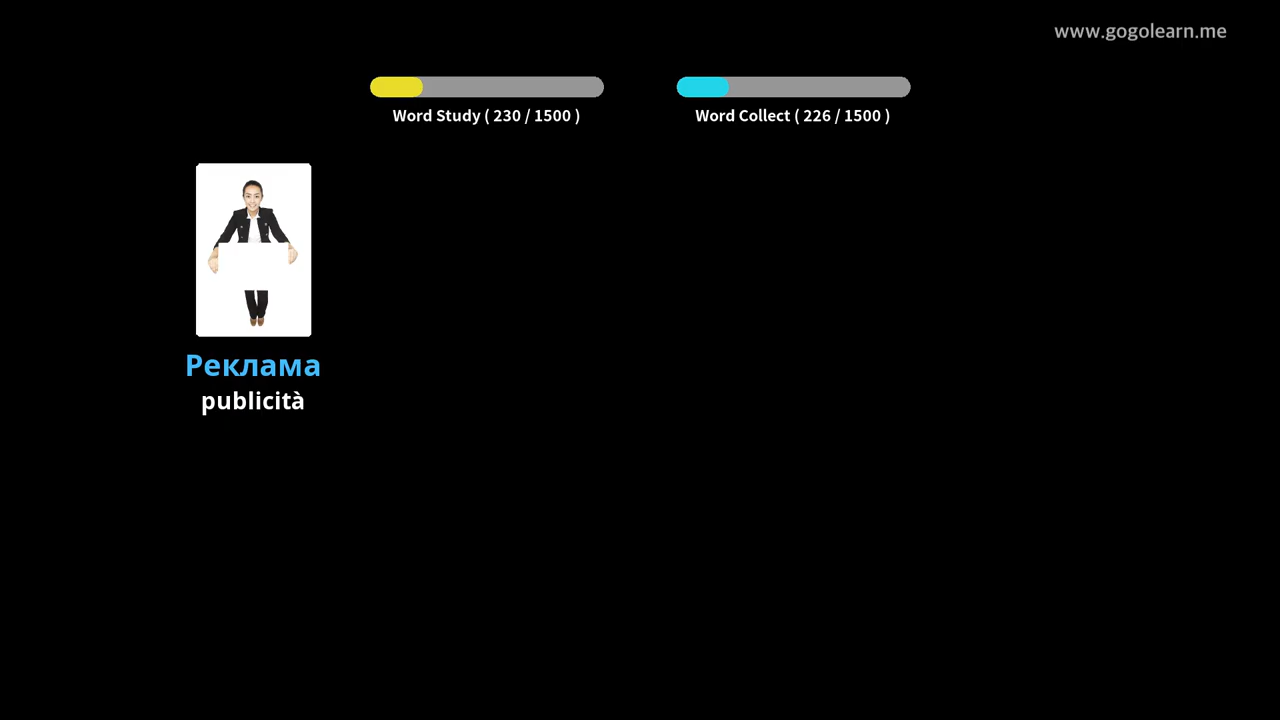 www.gogolearn.me
Word Study ( 230 / 1500 )
Word Collect ( 226 / 1500 )
Реклама
publicità